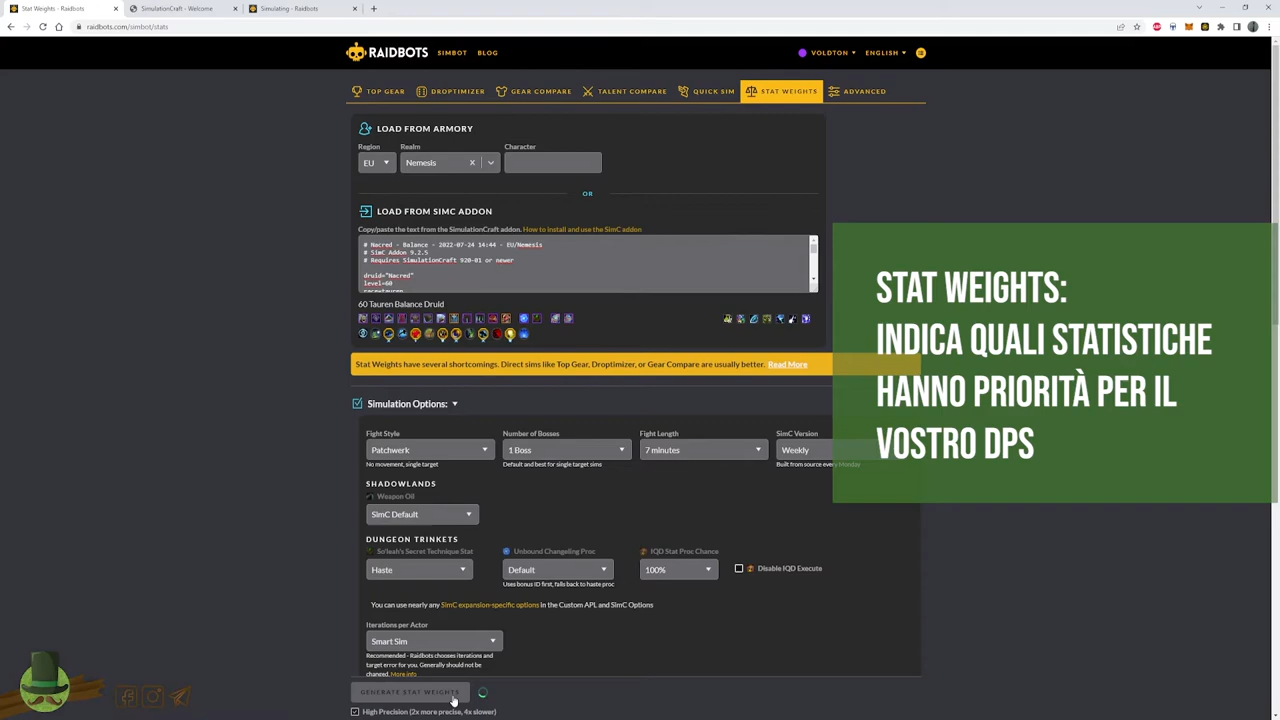 Stat Weights - Raidbots
SimulationCraft - Welcome
Simulating - Raidbots
raidbots.com/simbot/stats
RAIDBOTS
SIMBOT
BLOG
VOLDTON
ENGLISH
TOP GEAR
DROPTIMIZER
GEAR COMPARE
TALENT COMPARE
QUICK SIM
STAT WEIGHTS
ADVANCED
LOAD FROM ARMORY
Region
Realm
Character
EU
Nemesis
OR
LOAD FROM SIMC ADDON
Copy/paste the text from the SimulationCraft addon. How to install and use the SimC addon
# Nacred - Balance - 2022-07-24 14:44 - EU/Nemesis
# SimC Addon 9.2.5
# Requires SimulationCraft 920-01 or newer
druid="Nacred"
level=60
race=tauren
60 Tauren Balance Druid
Stat Weights have several shortcomings. Direct sims like Top Gear, Droptimizer, or Gear Compare are usually better. Read More
STAT WEIGHTS:
INDICA QUALI STATISTICHE
HANNO PRIORITÀ PER IL
VOSTRO DPS
Simulation Options:
Fight Style
Number of Bosses
Fight Length
SimC Version
Patchwerk
1 Boss
7 minutes
Weekly
No movement, single target
Default and best for single target sims
Built from source every Monday
SHADOWLANDS
Weapon Oil
SimC Default
DUNGEON TRINKETS
So'leah's Secret Technique Stat
Unbound Changeling Proc
IQD Stat Proc Chance
Haste
Default
100%
Disable IQD Execute
Uses bonus ID first, falls back to haste proc
You can use nearly any SimC expansion-specific options in the Custom APL and SimC Options
Iterations per Actor
Smart Sim
Recommended - Raidbots chooses iterations and
target error for you. Generally should not be
changed. More info
GENERATE STAT WEIGHTS
High Precision (2x more precise, 4x slower)